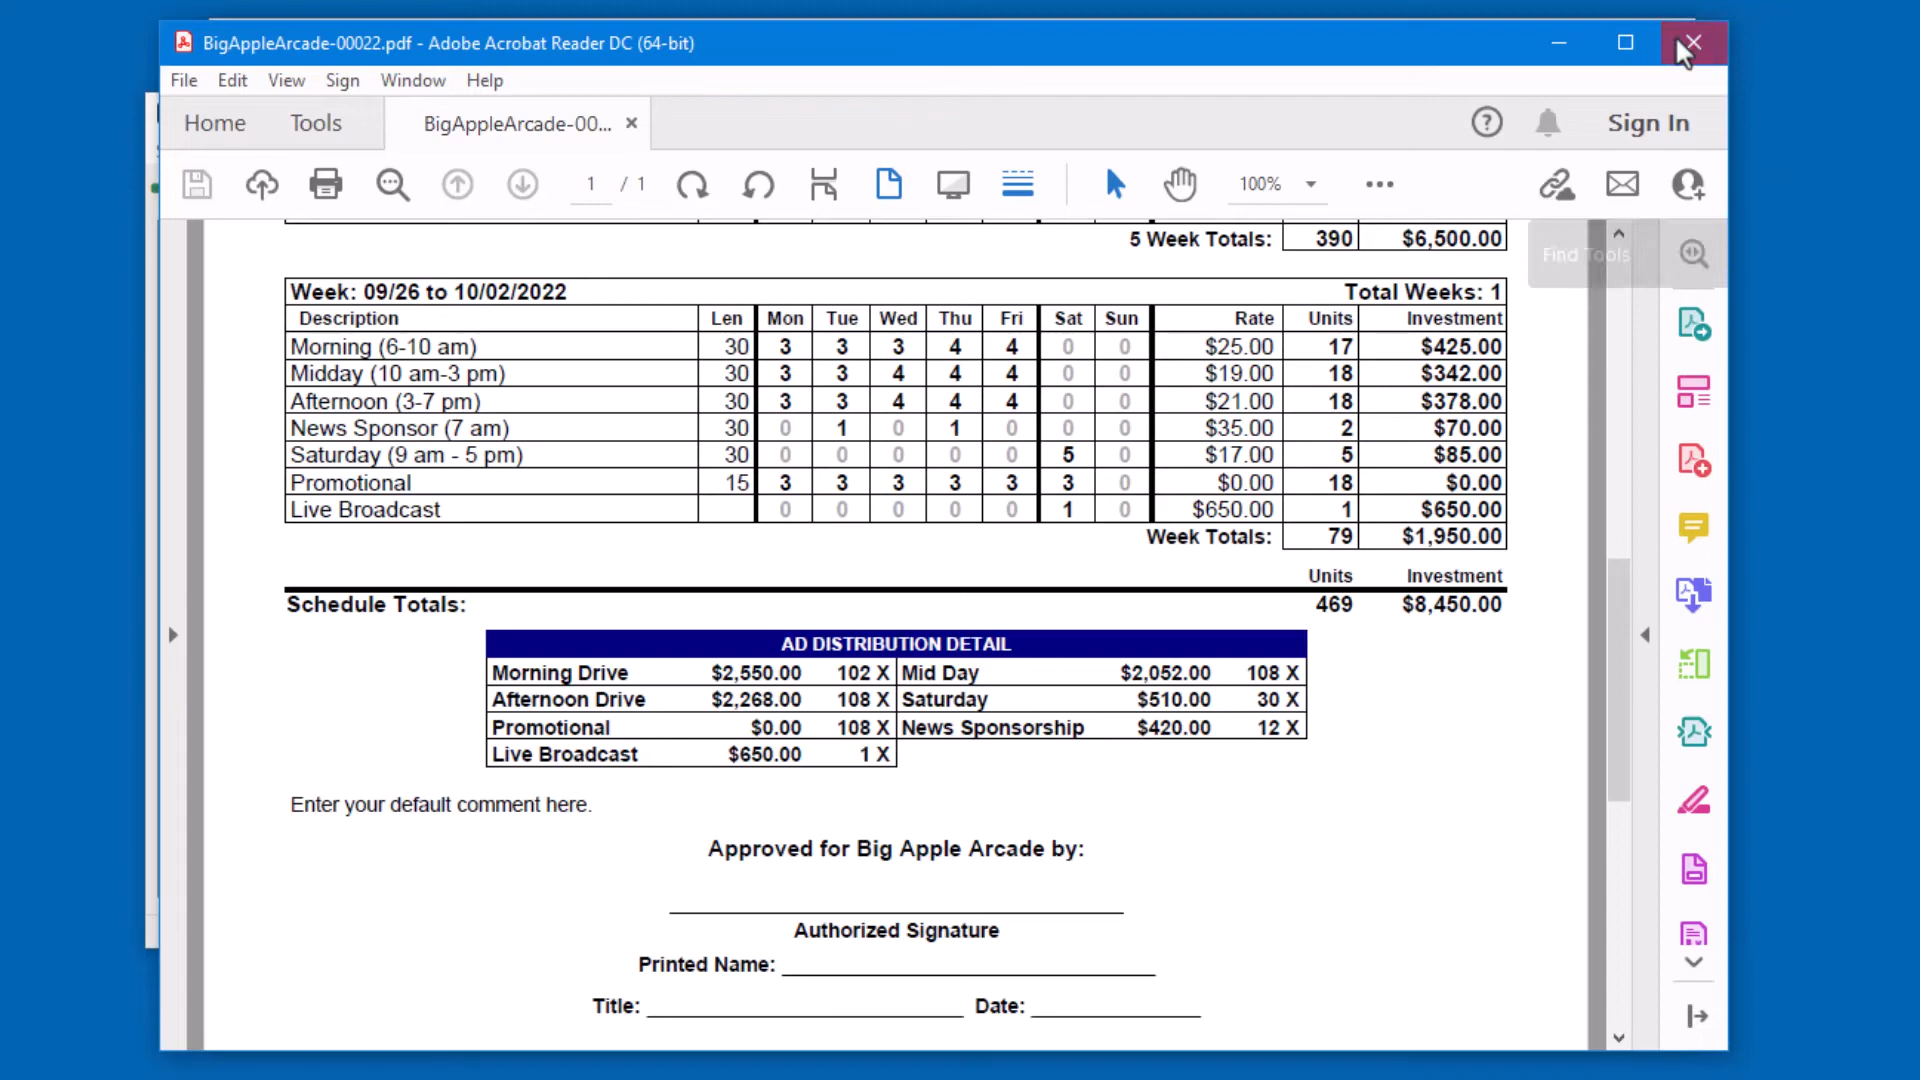 BigAppleArcade-00022.pdf - Adobe Acrobat Reader DC (64-bit)
File Edit View Sign Window Help
Home Tools BigAppleArcade-00... × Sign In
1 / 1 100%
5 Week Totals: 390 $6,500.00
Find Tools
Week: 09/26 to 10/02/2022 Total Weeks: 1
Description Len Mon Tue Wed Thu Fri Sat Sun Rate Units Investment
Morning (6-10 am) 30 3 3 3 4 4 0 0 $25.00 17 $425.00
Midday (10 am-3 pm) 30 3 3 4 4 4 0 0 $19.00 18 $342.00
Afternoon (3-7 pm) 30 3 3 4 4 4 0 0 $21.00 18 $378.00
News Sponsor (7 am) 30 0 1 0 1 0 0 0 $35.00 2 $70.00
Saturday (9 am - 5 pm) 30 0 0 0 0 0 5 0 $17.00 5 $85.00
Promotional 15 3 3 3 3 3 3 0 $0.00 18 $0.00
Live Broadcast 0 0 0 0 0 1 0 $650.00 1 $650.00
Week Totals: 79 $1,950.00
Units Investment
Schedule Totals: 469 $8,450.00
AD DISTRIBUTION DETAIL
Morning Drive $2,550.00 102 X Mid Day $2,052.00 108 X
Afternoon Drive $2,268.00 108 X Saturday $510.00 30 X
Promotional $0.00 108 X News Sponsorship $420.00 12 X
Live Broadcast $650.00 1 X
Enter your default comment here.
Approved for Big Apple Arcade by:
Authorized Signature
Printed Name:
Title: Date: